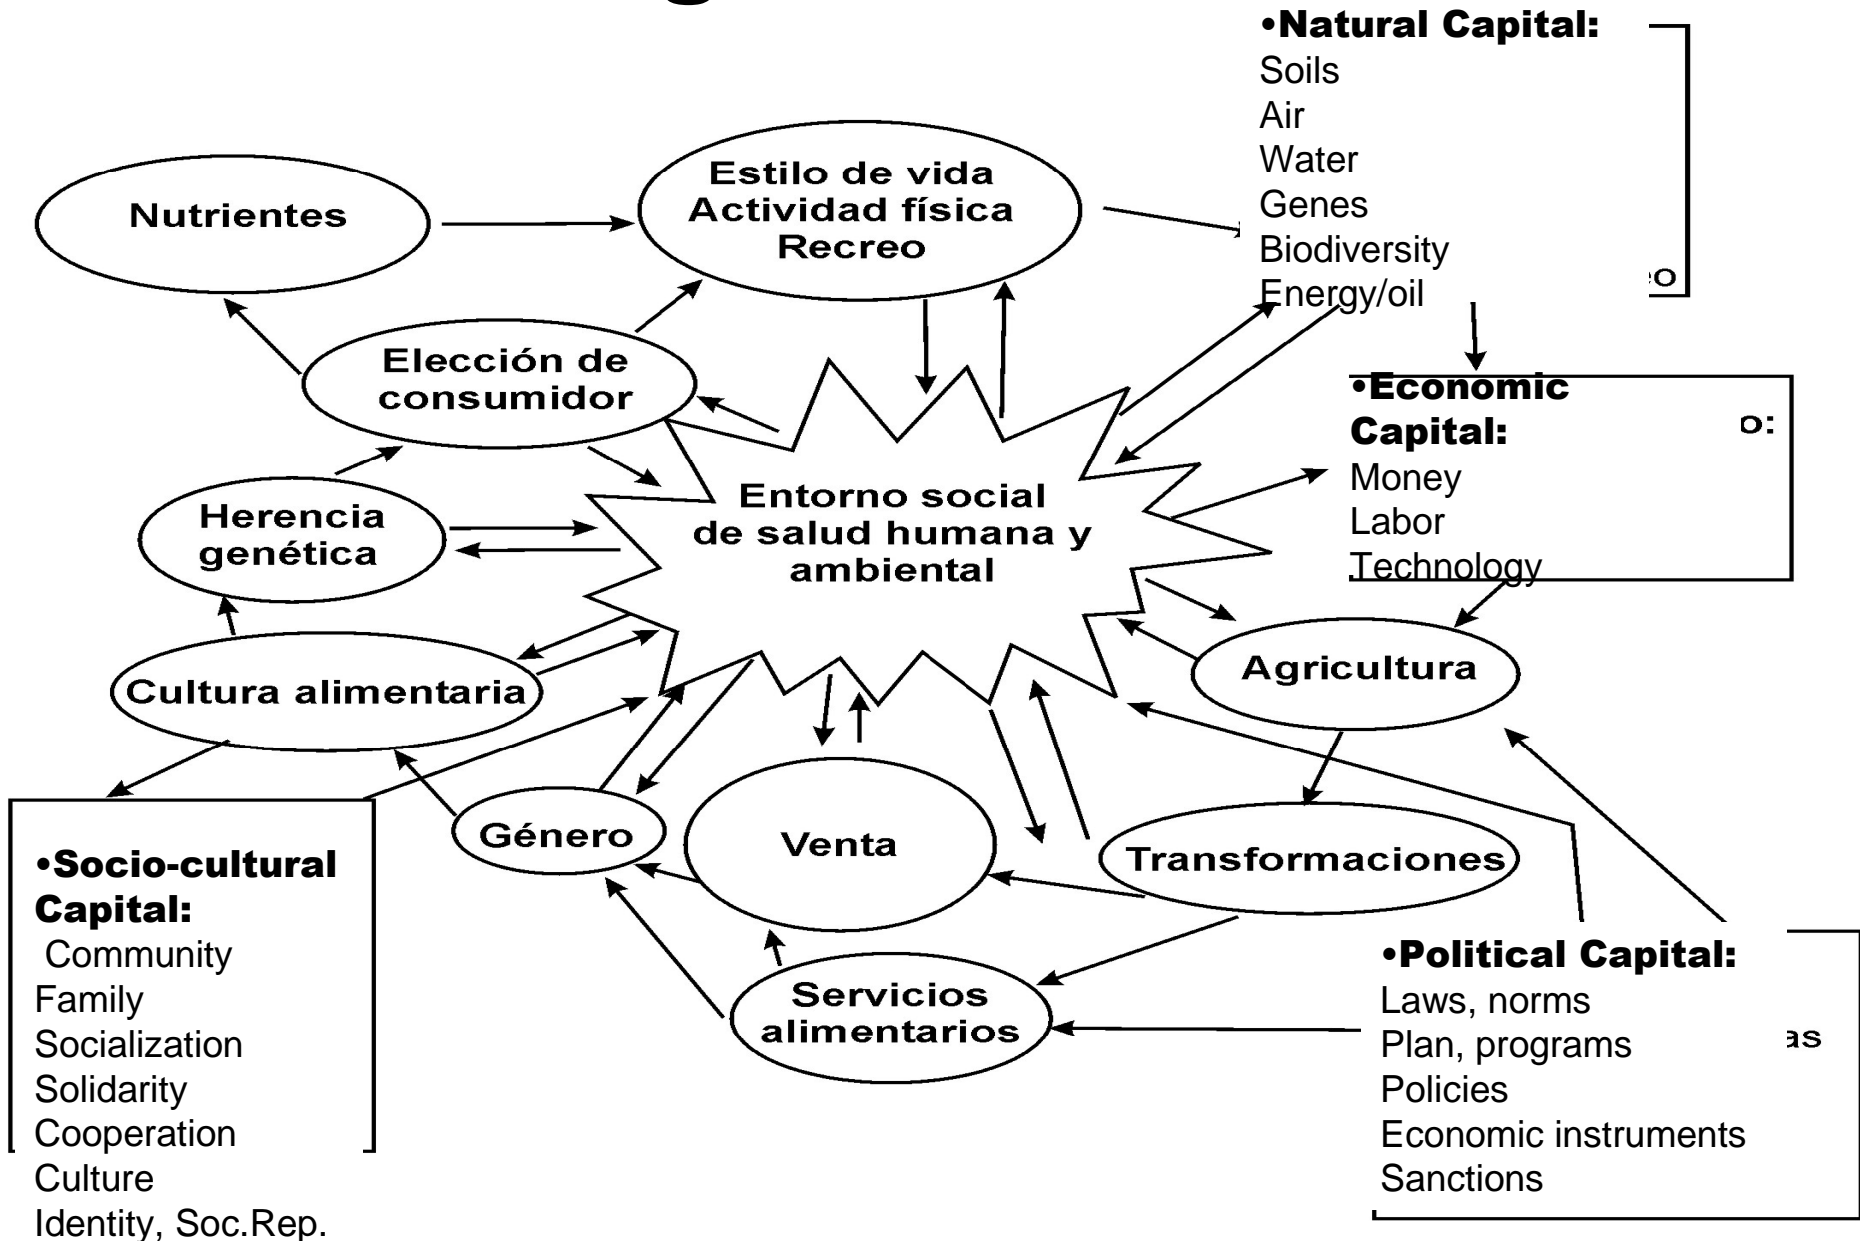 •Natural Capital:
Soils
Air
Water
Genes
Biodiversity
Energy/oil
Nutrientes
Estilo de vida
Actividad física
Recreo
Elección de
consumidor
•Economic
Capital:
Money
Labor
Technology
o:
Herencia
genética
Entorno social
de salud humana y
ambiental
Cultura alimentaria
Agricultura
Género
Venta
Transformaciones
•Socio-cultural
Capital:
Community
Family
Socialization
Solidarity
Cooperation
Culture
Identity, Soc.Rep.
Servicios
alimentarios
•Political Capital:
Laws, norms
Plan, programs
Policies
Economic instruments
Sanctions
as